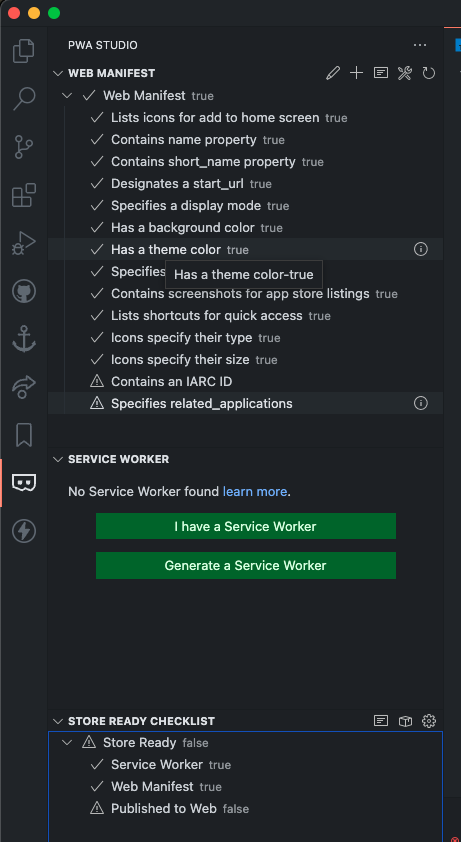 PWA STUDIO
WEB MANIFEST
Web Manifest true
Lists icons for add to home screen true
Contains name property true
Contains short_name property true
Designates a start_url true
Specifies a display mode true
Has a background color true
Has a theme color true
Specifies
Has a theme color-true
Contains screenshots for app store listings true
Lists shortcuts for quick access true
Icons specify their type true
Icons specify their size true
Contains an IARC ID
Specifies related_applications
SERVICE WORKER
No Service Worker found learn more.
I have a Service Worker
Generate a Service Worker
STORE READY CHECKLIST
Store Ready false
Service Worker true
Web Manifest true
Published to Web false